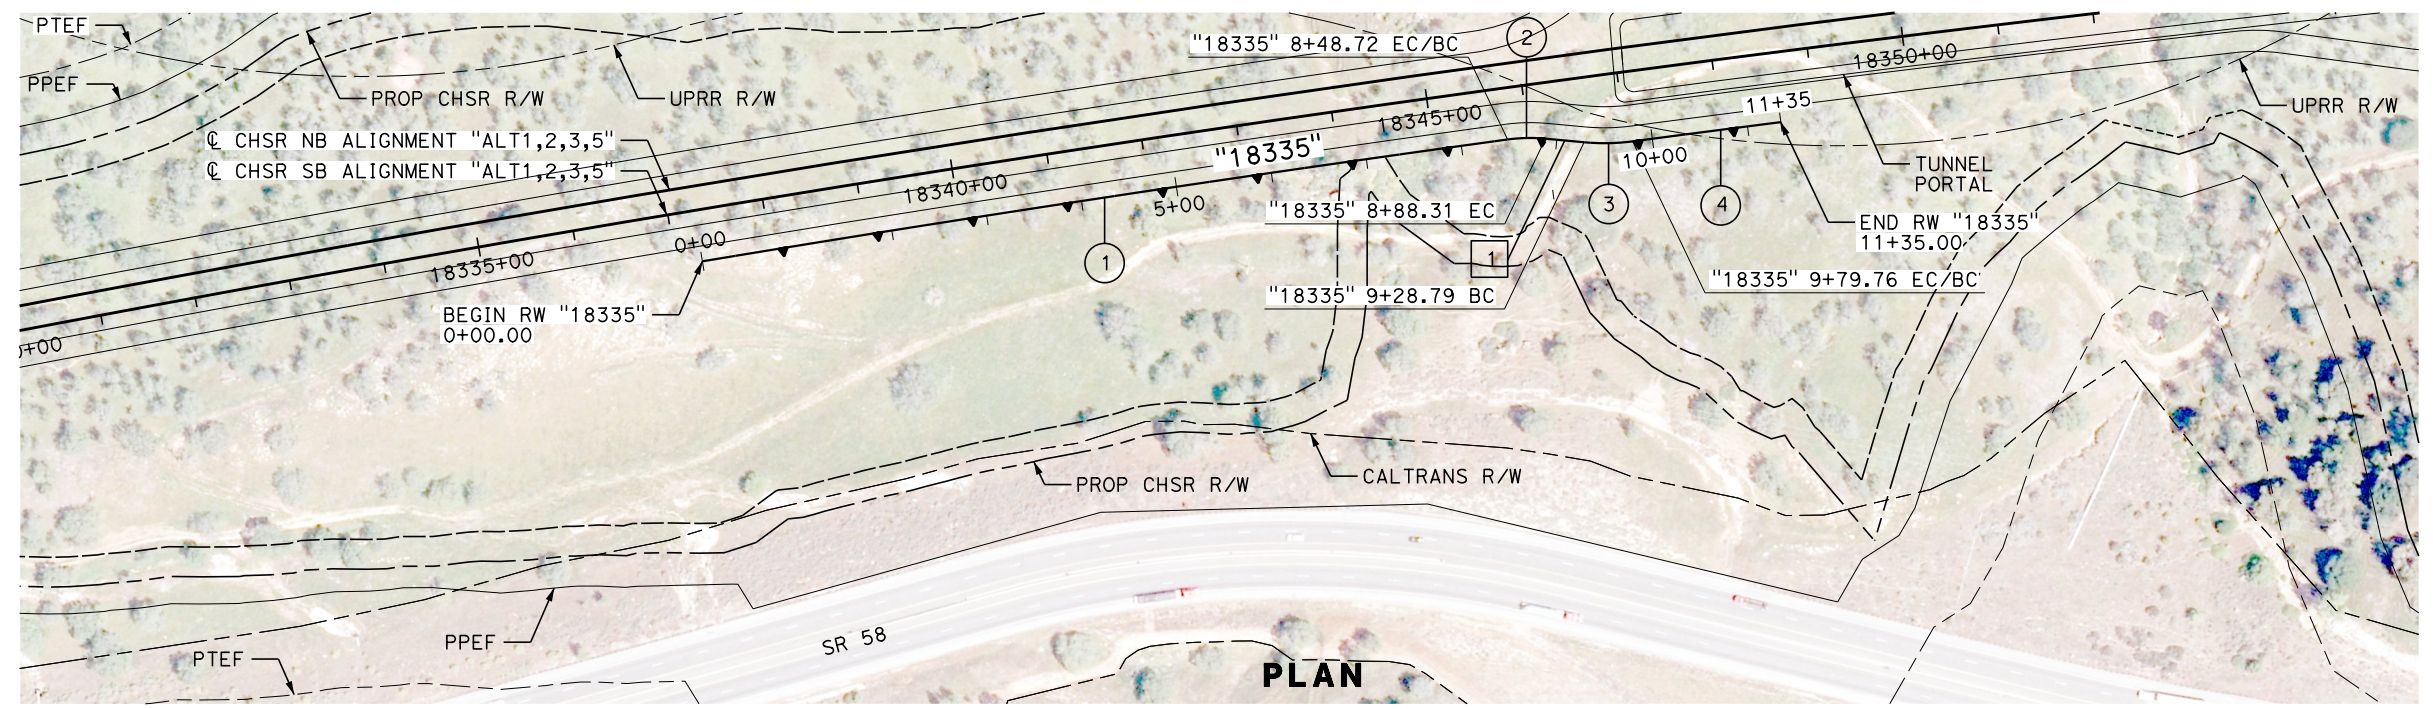 PTEF
"18335" 8+48.72 EC/BC
2
18350+00
PPEF
PROP CHSR R/W
UPRR R/W
11+35
UPRR R/W
18345+00
℄ CHSR NB ALIGNMENT "ALT1,2,3,5"
"18335"
10+00
℄ CHSR SB ALIGNMENT "ALT1,2,3,5"
TUNNEL
PORTAL
18340+00
5+00
"18335" 8+88.31 EC
3
4
END RW "18335"
11+35.00
0+00
18335+00
1
1
"18335" 9+79.76 EC/BC
"18335" 9+28.79 BC
BEGIN RW "18335"
0+00.00
0+00
PROP CHSR R/W
CALTRANS R/W
PPEF
SR 58
PTEF
PLAN